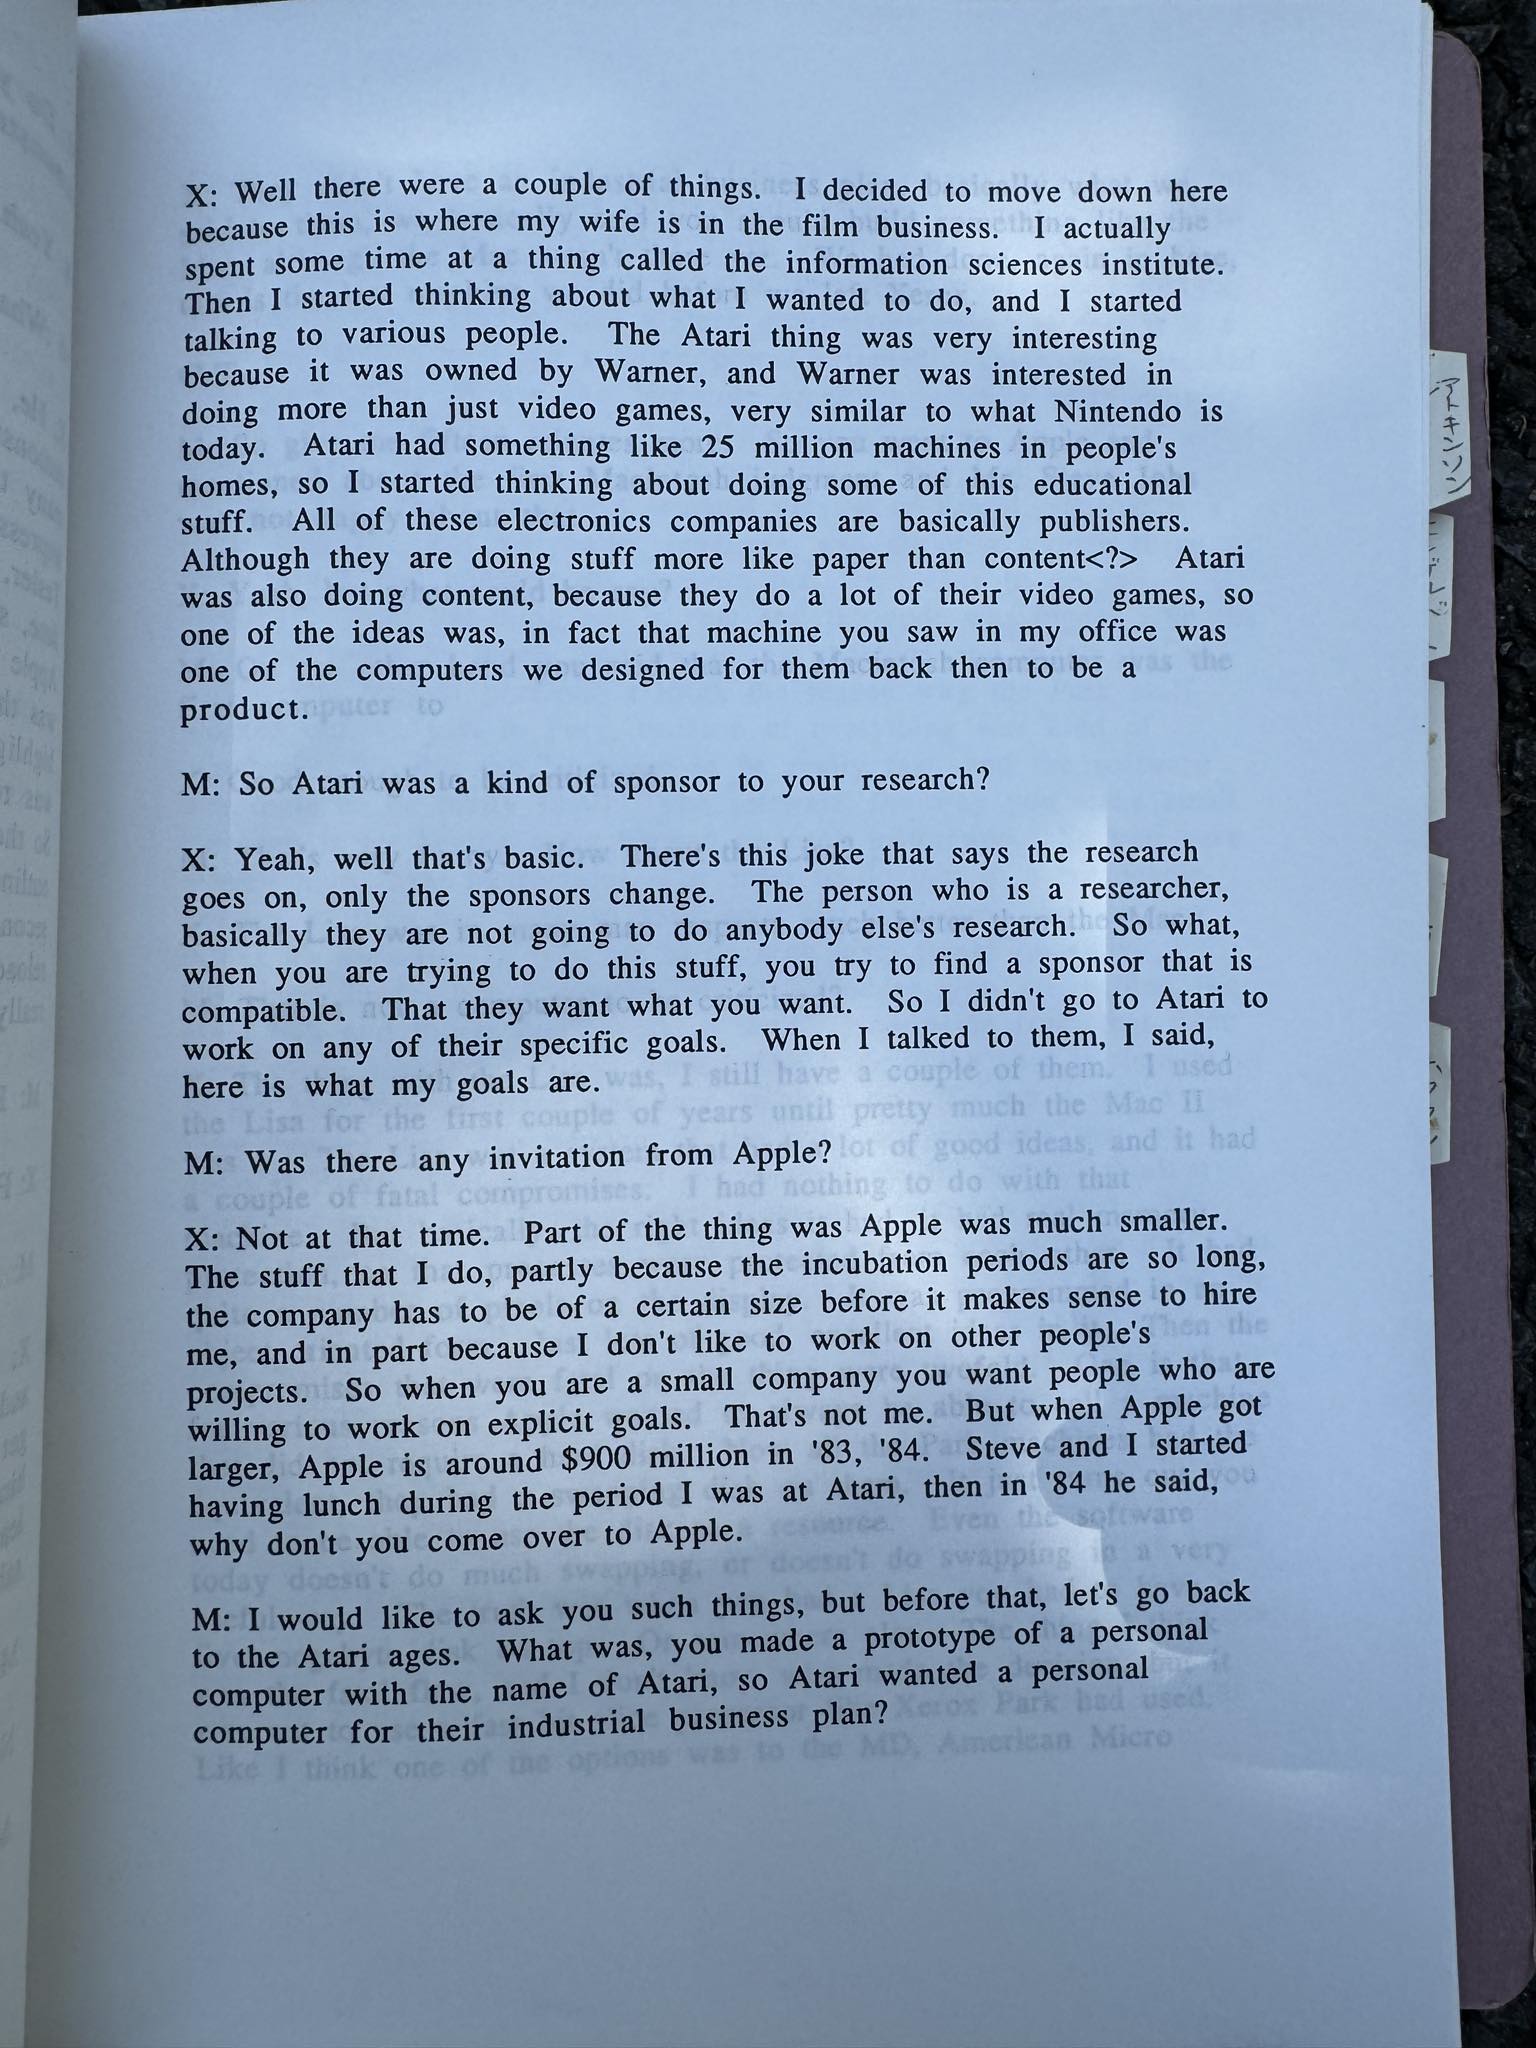 X: Well there were a couple of things. I decided to move down here
because this is where my wife is in the film business. I actually
spent some time at a thing called the information sciences institute.
Then I started thinking about what I wanted to do, and I started
talking to various people. The Atari thing was very interesting
because it was owned by Warner, and Warner was interested in
doing more than just video games, very similar to what Nintendo is
today. Atari had something like 25 million machines in people's
homes, so I started thinking about doing some of this educational
stuff. All of these electronics companies are basically publishers.
Although they are doing stuff more like paper than content<?> Atari
was also doing content, because they do a lot of their video games, so
one of the ideas was, in fact that machine you saw in my office was
one of the computers we designed for them back then to be a
product.
M: So Atari was a kind of sponsor to your research?
X: Yeah, well that's basic. There's this joke that says the research
goes on, only the sponsors change. The person who is a researcher,
basically they are not going to do anybody else's research. So what,
when you are trying to do this stuff, you try to find a sponsor that is
compatible. That they want what you want. So I didn't go to Atari to
work on any of their specific goals. When I talked to them, I said,
here is what my goals are.
M: Was there any invitation from Apple?
X: Not at that time. Part of the thing was Apple was much smaller.
The stuff that I do, partly because the incubation periods are so long,
the company has to be of a certain size before it makes sense to hire
me, and in part because I don't like to work on other people's
projects. So when you are a small company you want people who are
willing to work on explicit goals. That's not me. But when Apple got
larger, Apple is around $900 million in '83, '84. Steve and I started
having lunch during the period I was at Atari, then in '84 he said,
why don't you come over to Apple.
M: I would like to ask you such things, but before that, let's go back
to the Atari ages. What was, you made a prototype of a personal
computer with the name of Atari, so Atari wanted a personal
computer for their industrial business plan?